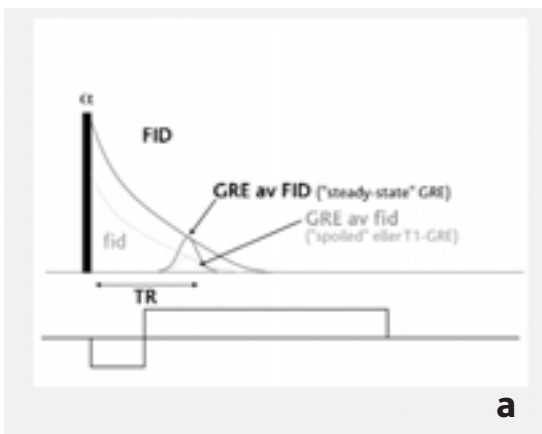 α
FID
GRE av FID ("steady-state" GRE)
GRE av fid
("spoiled" eller T1-GRE)
fid
TR
a